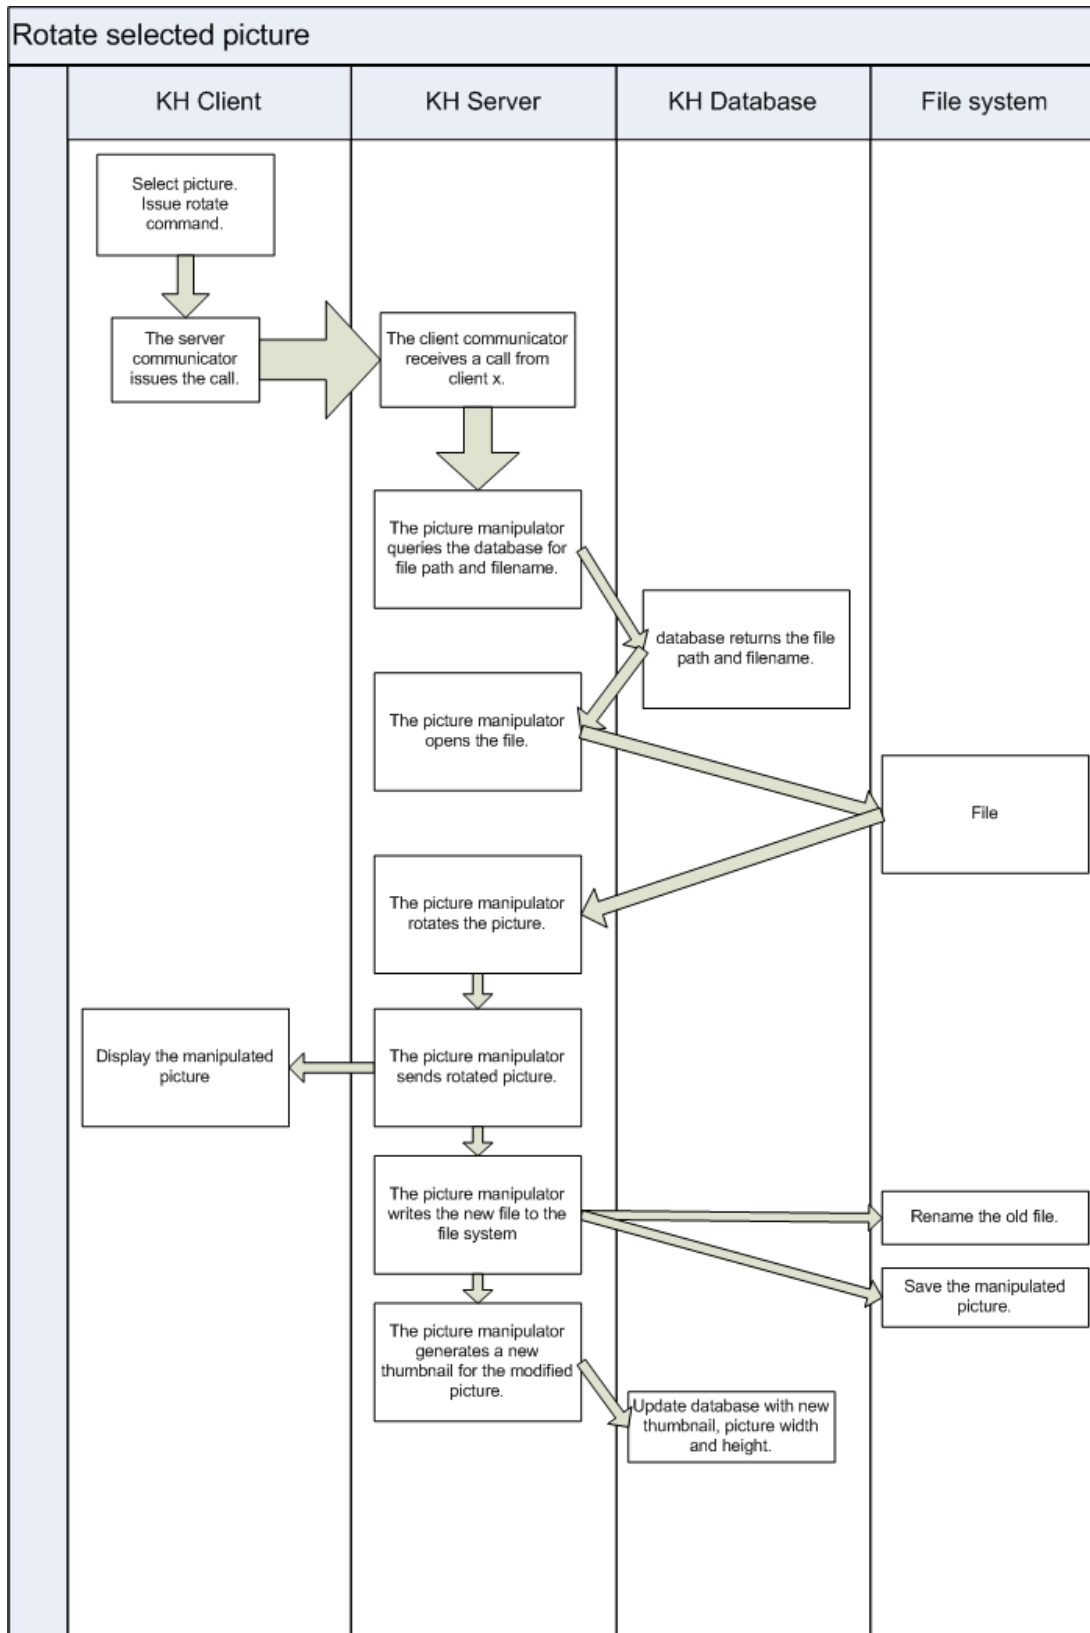 Rotate selected picture
KH Client
KH Server
KH Database
File system
Select picture.
Issue rotate
command.
The server
communicator
issues the call.
The client communicator
receives a call from
client x.
The picture manipulator
queries the database for
file path and filename.
database returns the file
path and filename.
The picture manipulator
opens the file.
File
The picture manipulator
rotates the picture.
Display the manipulated
picture
The picture manipulator
sends rotated picture.
The picture manipulator
writes the new file to the
file system
Rename the old file.
Save the manipulated
picture.
The picture manipulator
generates a new
thumbnail for the modified
picture.
Update database with new
thumbnail, picture width
and height.